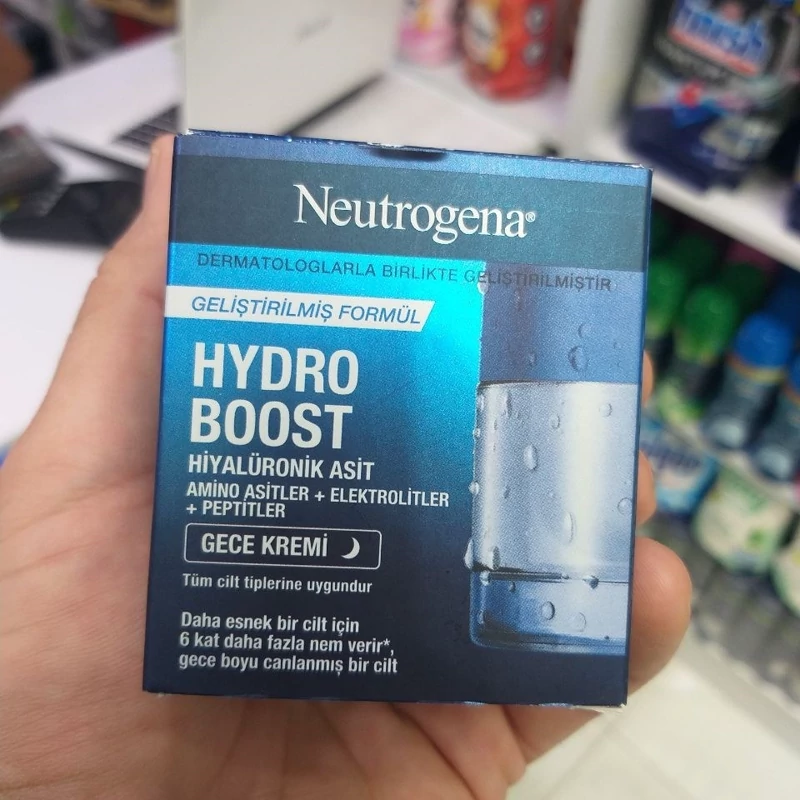 Neutrogena®
DERMATOLOGLARLA BİRLİKTE GELİŞTİRİLMİŞTİR
GELİŞTİRİLMİŞ FORMÜL
HYDRO
BOOST
HİYALÜRONİK ASİT
AMİNO ASİTLER + ELEKTROLİTLER
+ PEPTİTLER
GECE KREMİ
Tüm cilt tiplerine uygundur
Daha esnek bir cilt için
6 kat daha fazla nem verir*,
gece boyu canlanmış bir cilt
finish